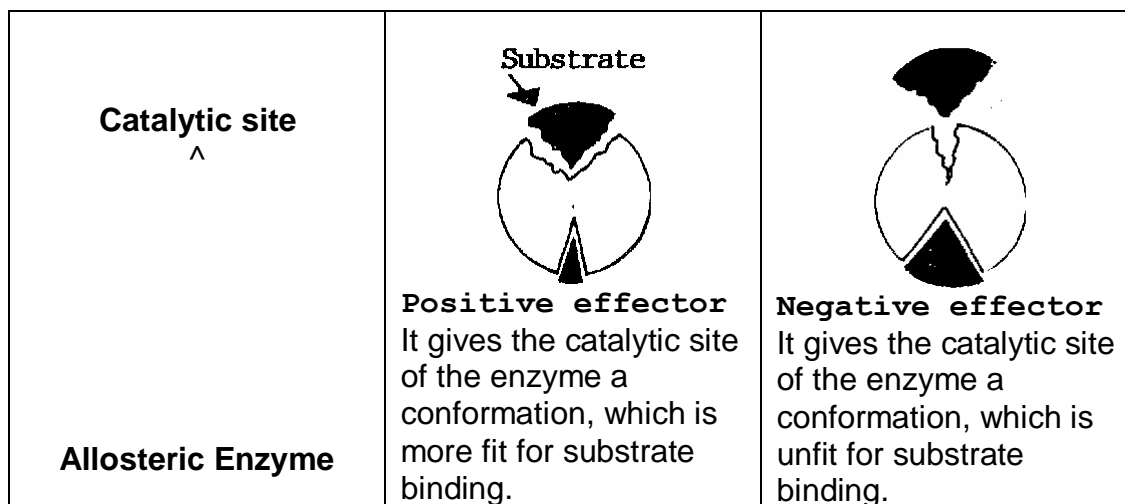 Catalytic site
^
Allosteric Enzyme
Substrate
Positive effector
It gives the catalytic site
of the enzyme a
conformation, which is
more fit for substrate
binding.
Negative effector
It gives the catalytic site
of the enzyme a
conformation, which is
unfit for substrate
binding.